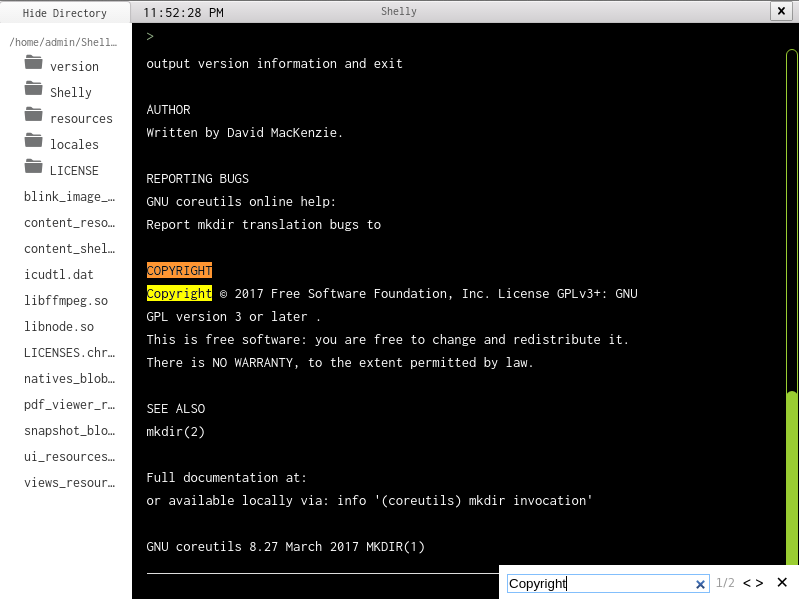 Hide Directory
11:52:28 PM
Shelly
×
/home/admin/Shell…
version
Shelly
resources
locales
LICENSE
blink_image_…
content_reso…
content_shel…
icudtl.dat
libffmpeg.so
libnode.so
LICENSES.chr…
natives_blob…
pdf_viewer_r…
snapshot_blo…
ui_resources…
views_resour…
>
output version information and exit
AUTHOR
Written by David MacKenzie.
REPORTING BUGS
GNU coreutils online help:
Report mkdir translation bugs to
COPYRIGHT
Copyright © 2017 Free Software Foundation, Inc. License GPLv3+: GNU
GPL version 3 or later .
This is free software: you are free to change and redistribute it.
There is NO WARRANTY, to the extent permitted by law.
SEE ALSO
mkdir(2)
Full documentation at:
or available locally via: info '(coreutils) mkdir invocation'
GNU coreutils 8.27 March 2017 MKDIR(1)
Copyright × 1/2 < > ×